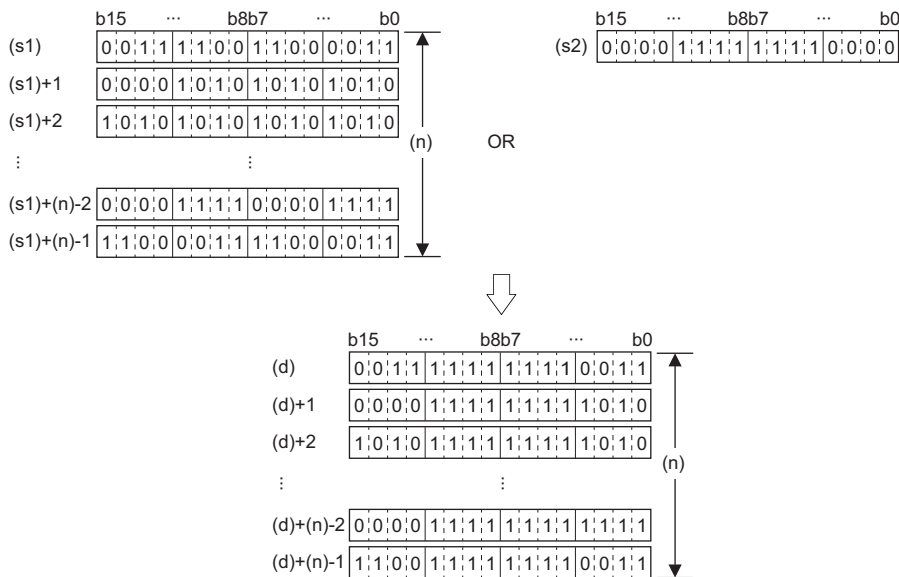 b15 ⋯ b8b7 ⋯ b0
b15 ⋯ b8b7 ⋯ b0
(s1) 0 0 1 1 1 1 0 0 1 1 0 0 0 0 1 1
(s2) 0 0 0 0 1 1 1 1 1 1 1 1 0 0 0 0
(s1)+1 0 0 0 0 1 0 1 0 1 0 1 0 1 0 1 0
(s1)+2 1 0 1 0 1 0 1 0 1 0 1 0 1 0 1 0
(n)
OR
⋮ ⋮
(s1)+(n)-2 0 0 0 0 1 1 1 1 0 0 0 0 1 1 1 1
(s1)+(n)-1 1 1 0 0 0 0 1 1 1 1 0 0 0 0 1 1
b15 ⋯ b8b7 ⋯ b0
(d) 0 0 1 1 1 1 1 1 1 1 1 1 0 0 1 1
(d)+1 0 0 0 0 1 1 1 1 1 1 1 1 1 0 1 0
(d)+2 1 0 1 0 1 1 1 1 1 1 1 1 1 0 1 0
(n)
⋮ ⋮
(d)+(n)-2 0 0 0 0 1 1 1 1 1 1 1 1 1 1 1 1
(d)+(n)-1 1 1 0 0 1 1 1 1 1 1 1 1 0 0 1 1